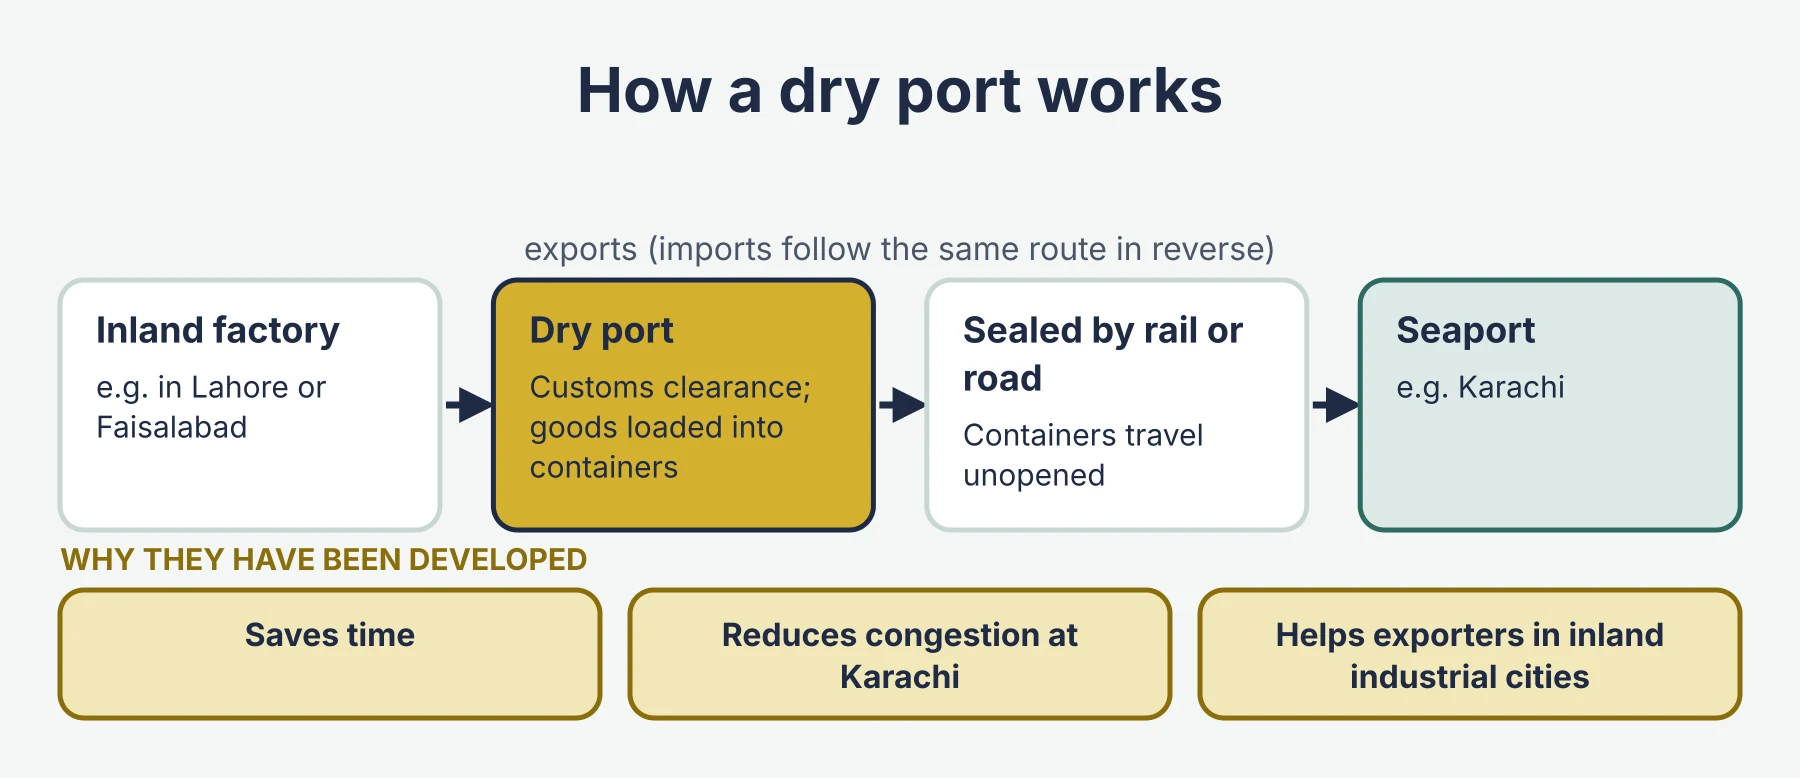 How a dry port works
exports (imports follow the same route in reverse)
Inland factory
e.g. in Lahore or
Faisalabad
Dry port
Customs clearance;
goods loaded into
containers
Sealed by rail or
road
Containers travel
unopened
Seaport
e.g. Karachi
WHY THEY HAVE BEEN DEVELOPED
Saves time
Reduces congestion at
Karachi
Helps exporters in inland
industrial cities